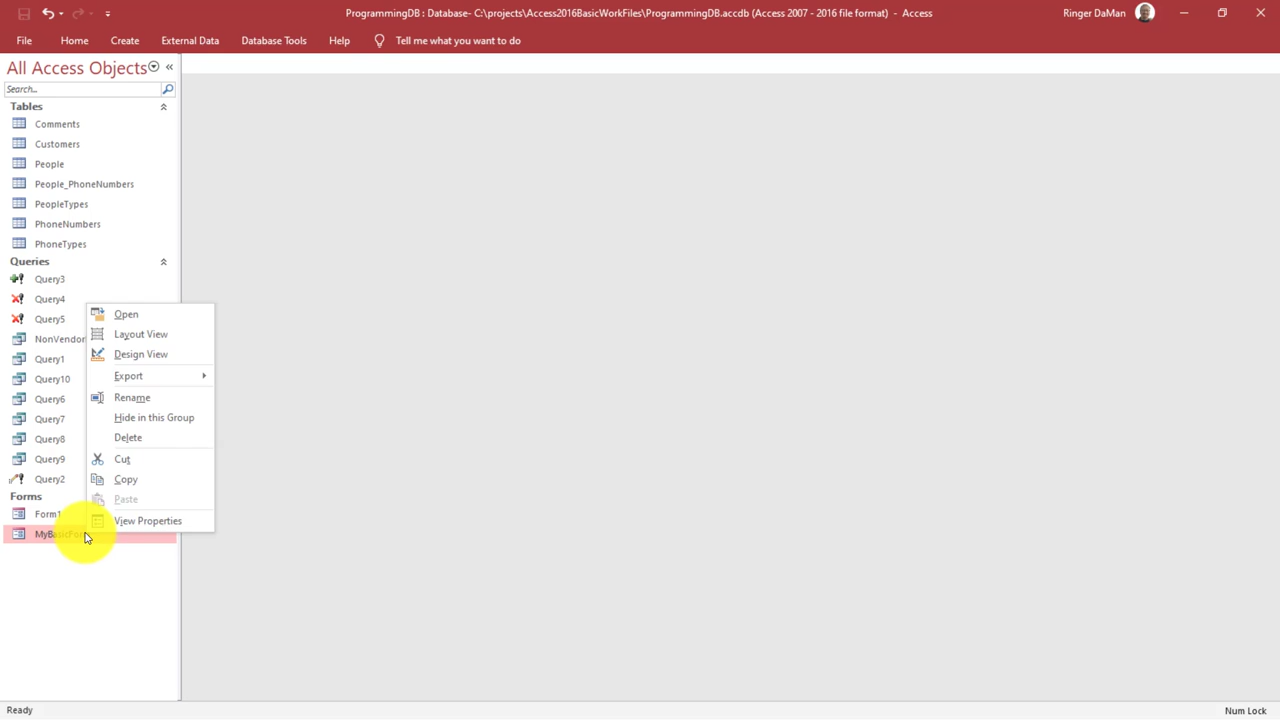 ProgrammingDB : Database- C:\projects\Access2016BasicWorkFiles\ProgrammingDB.accdb (Access 2007 - 2016 file format) - Access
Ringer DaMan
File Home Create External Data Database Tools Help Tell me what you want to do
All Access Objects
Search...
Tables
Comments
Customers
People
People_PhoneNumbers
PeopleTypes
PhoneNumbers
PhoneTypes
Queries
Query3
Query4
Query5
NonVendor
Query1
Query10
Query6
Query7
Query8
Query9
Query2
Forms
Form1
MyBasicFor
Open
Layout View
Design View
Export
Rename
Hide in this Group
Delete
Cut
Copy
Paste
View Properties
Ready
Num Lock